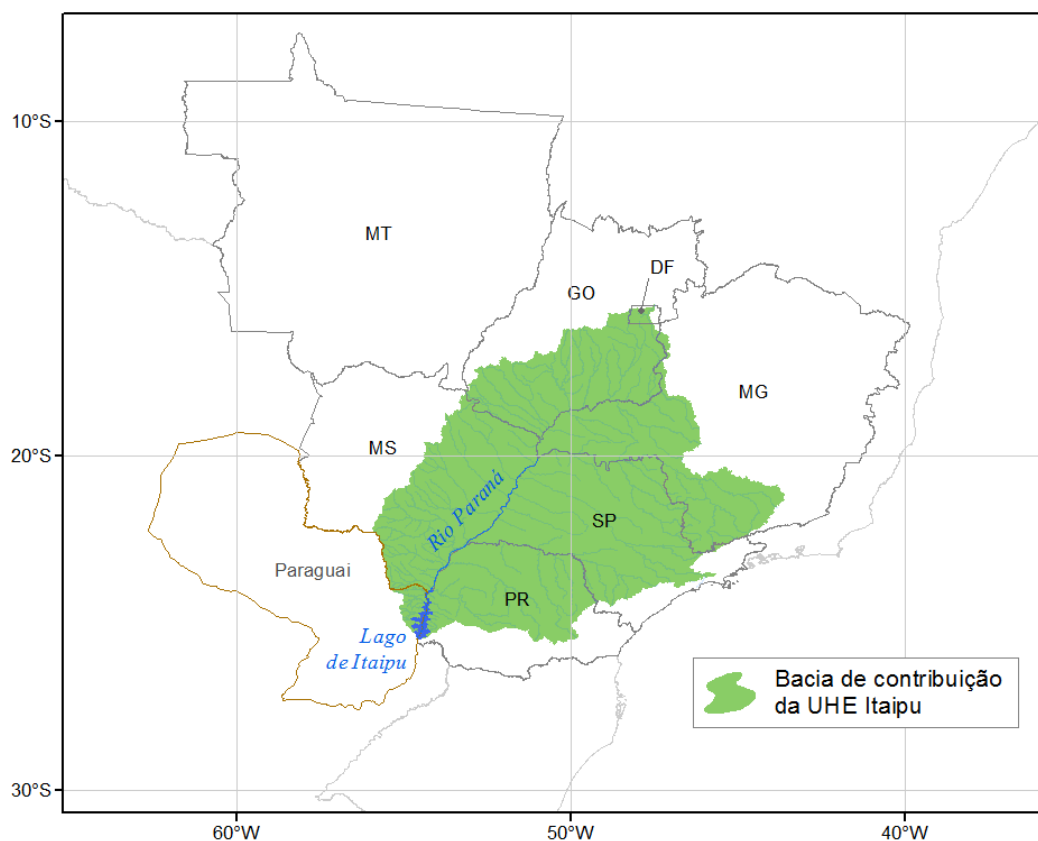 10°S
MT
DF
GO
MG
MS
20°S
Rio Paraná
SP
Paraguai
PR
Lago
de Itaipu
Bacia de contribuição
da UHE Itaipu
30°S
60°W
50°W
40°W